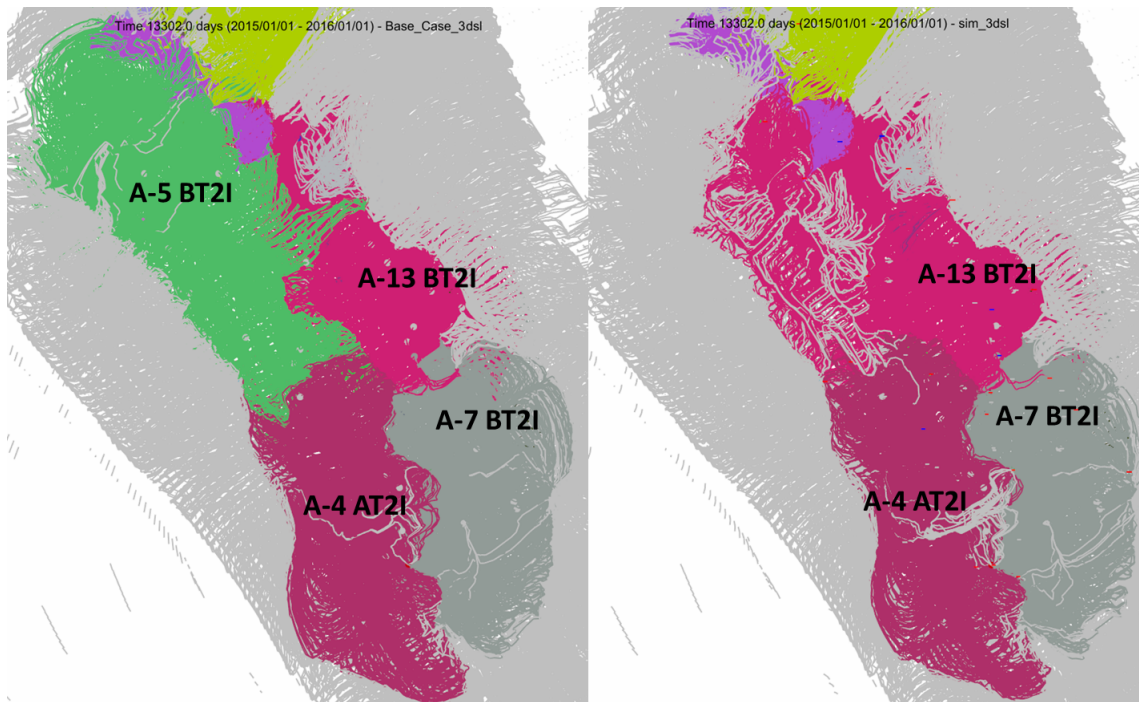 Time 13302.0 days (2015/01/01 - 2016/01/01) - Base_Case_3dsl
A-5 BT2I
A-13 BT2I
A-7 BT2I
A-4 AT2I
Time 13302.0 days (2015/01/01 - 2016/01/01) - sim_3dsl
A-13 BT2I
A-7 BT2I
A-4 AT2I